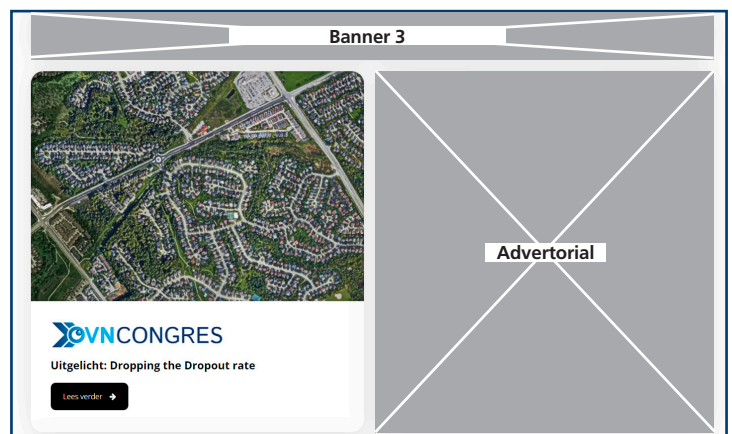 Banner 3
Advertorial
OVNCONGRES
Uitgelicht: Dropping the Dropout rate
Lees verder